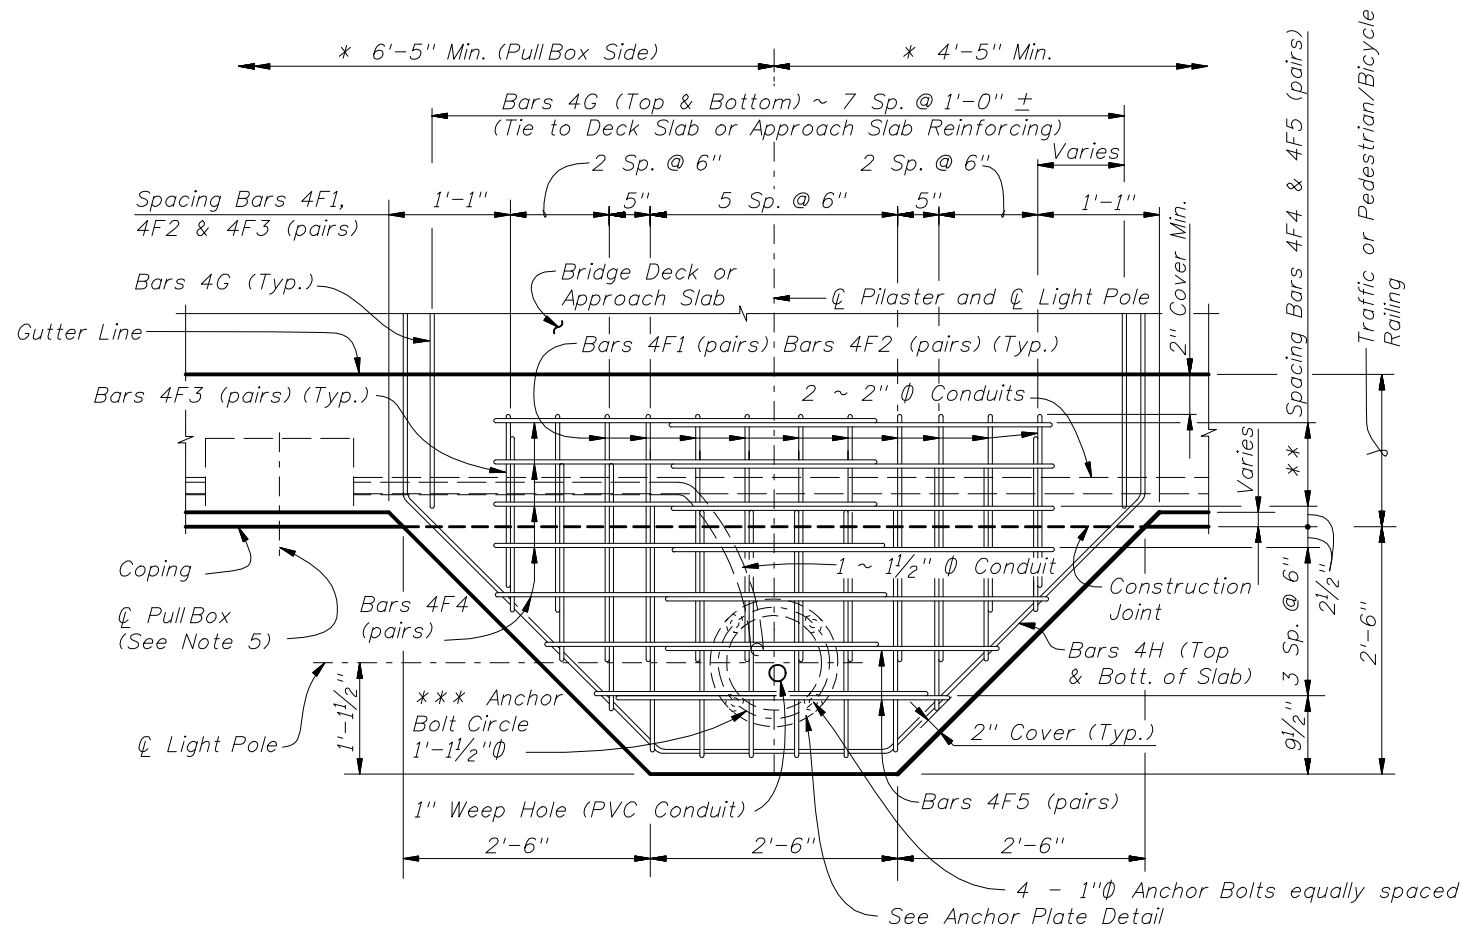 * 6'-5" Min. (Pull Box Side)
* 4'-5" Min.
Bars 4G (Top & Bottom) ~ 7 Sp. @ 1'-0" ±
(Tie to Deck Slab or Approach Slab Reinforcing)
2 Sp. @ 6"
2 Sp. @ 6"
Varies
Spacing Bars 4F1,
4F2 & 4F3 (pairs)
1'-1"
5"
5 Sp. @ 6"
5"
1'-1"
2" Cover Min.
** Spacing Bars 4F4 & 4F5 (pairs)
Traffic or Pedestrian/Bicycle
Railing
Bars 4G (Typ.)
Bridge Deck or
Approach Slab
℄ Pilaster and ℄ Light Pole
Gutter Line
Bars 4F1 (pairs)
Bars 4F2 (pairs) (Typ.)
Bars 4F3 (pairs) (Typ.)
2 ~ 2" Ø Conduits
Varies
1 ~ 1½" Ø Conduit
Coping
℄ Pull Box
(See Note 5)
Bars 4F4
(pairs)
Construction
Joint
3 Sp. @ 6"
2½"
2'-6"
Bars 4H (Top
& Bott. of Slab)
*** Anchor
Bolt Circle
1'-1½"Ø
1'-1½"
℄ Light Pole
2" Cover (Typ.)
9½"
1" Weep Hole (PVC Conduit)
Bars 4F5 (pairs)
2'-6"
2'-6"
2'-6"
4 - 1"Ø Anchor Bolts equally spaced
See Anchor Plate Detail